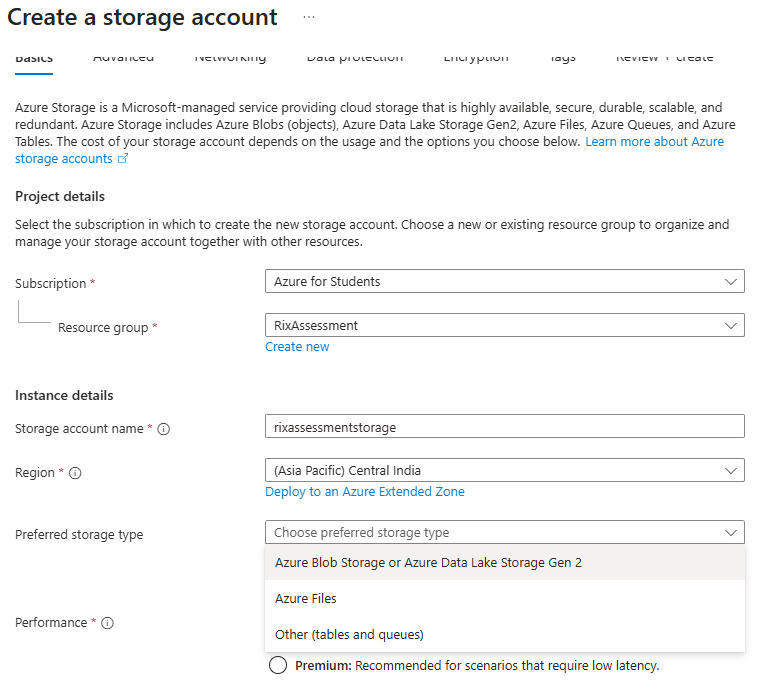 Create a storage account ...
Basics Advanced Networking Data protection Encryption Tags Review + create
Azure Storage is a Microsoft-managed service providing cloud storage that is highly available, secure, durable, scalable, and
redundant. Azure Storage includes Azure Blobs (objects), Azure Data Lake Storage Gen2, Azure Files, Azure Queues, and Azure
Tables. The cost of your storage account depends on the usage and the options you choose below. Learn more about Azure
storage accounts
Project details
Select the subscription in which to create the new storage account. Choose a new or existing resource group to organize and
manage your storage account together with other resources.
Subscription * Azure for Students
Resource group * RixAssessment
Create new
Instance details
Storage account name * rixassessmentstorage
Region * (Asia Pacific) Central India
Deploy to an Azure Extended Zone
Preferred storage type Choose preferred storage type
Azure Blob Storage or Azure Data Lake Storage Gen 2
Azure Files
Performance *
Other (tables and queues)
Premium: Recommended for scenarios that require low latency.